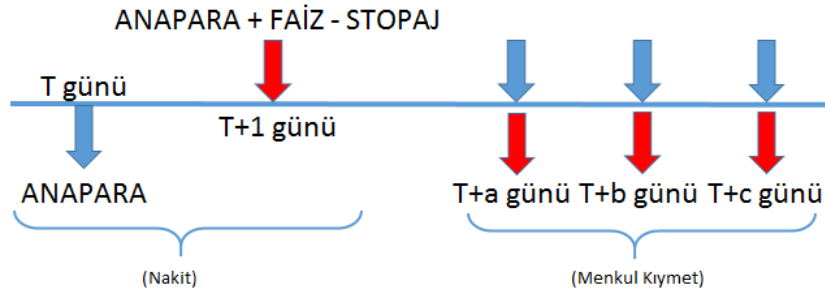 ANAPARA + FAİZ - STOPAJ
T günü
T+1 günü
ANAPARA
T+a günü T+b günü T+c günü
(Nakit)
(Menkul Kıymet)